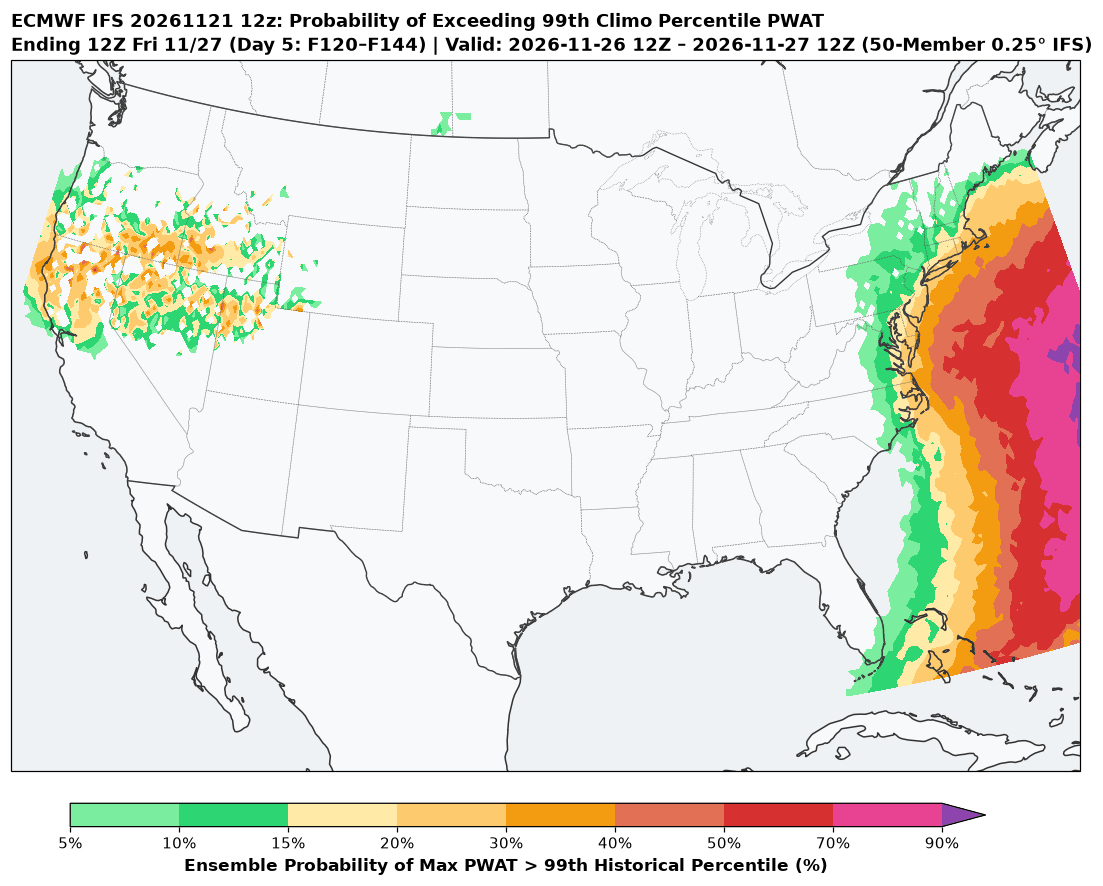 ECMWF IFS 20261121 12z: Probability of Exceeding 99th Climo Percentile PWAT
Ending 12Z Fri 11/27 (Day 5: F120–F144) | Valid: 2026-11-26 12Z – 2026-11-27 12Z (50-Member 0.25° IFS)
5% 10% 15% 20% 30% 40% 50% 70% 90%
Ensemble Probability of Max PWAT > 99th Historical Percentile (%)